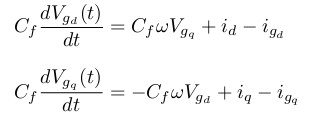 $C_f \frac{dV_{g_d}(t)}{dt} = C_f \omega V_{g_q} + i_d - i_{g_d}$
$C_f \frac{dV_{g_q}(t)}{dt} = -C_f \omega V_{g_d} + i_q - i_{g_q}$